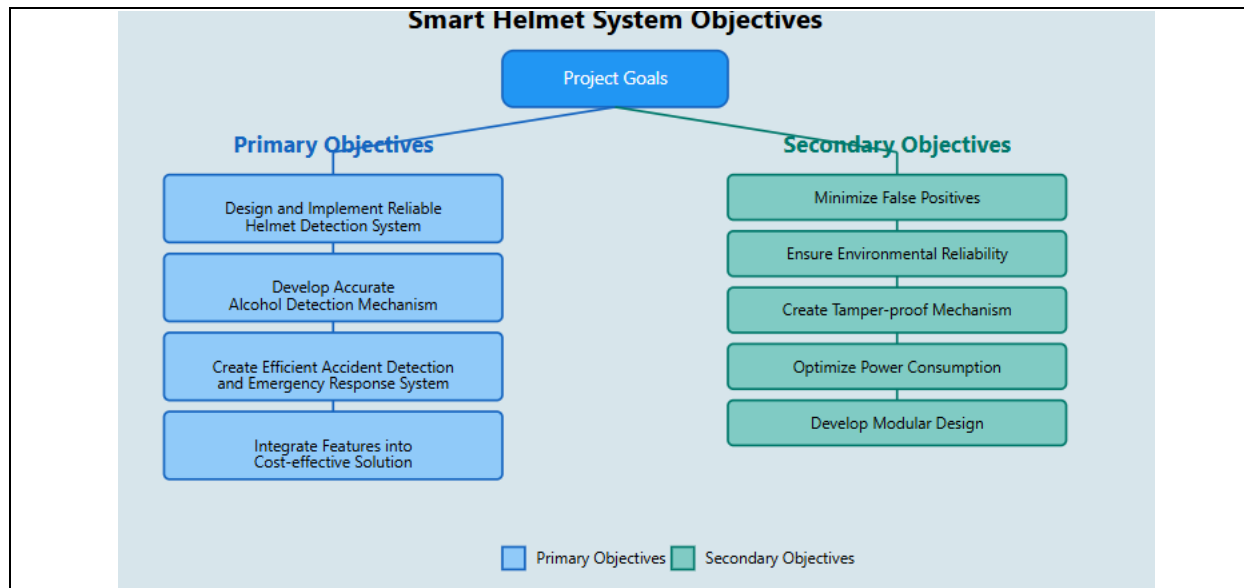 Smart Helmet System Objectives
Project Goals
Primary Objectives
Design and Implement Reliable
Helmet Detection System
Develop Accurate
Alcohol Detection Mechanism
Create Efficient Accident Detection
and Emergency Response System
Integrate Features into
Cost-effective Solution
Secondary Objectives
Minimize False Positives
Ensure Environmental Reliability
Create Tamper-proof Mechanism
Optimize Power Consumption
Develop Modular Design
Primary Objectives
Secondary Objectives